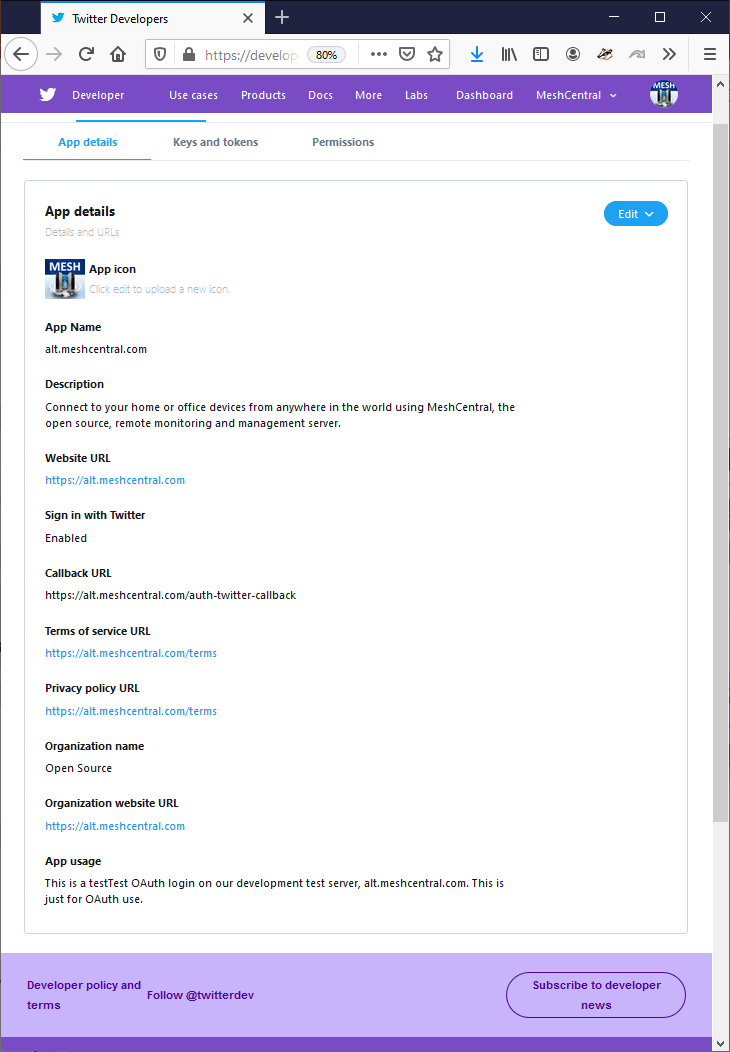 Twitter Developers
https://develop
80%
Developer
Use cases
Products
Docs
More
Labs
Dashboard
MeshCentral
MESH
App details
Keys and tokens
Permissions
App details
Edit
Details and URLs
MESH
App icon
Click edit to upload a new icon.
App Name
alt.meshcentral.com
Description
Connect to your home or office devices from anywhere in the world using MeshCentral, the
open source, remote monitoring and management server.
Website URL
https://alt.meshcentral.com
Sign in with Twitter
Enabled
Callback URL
https://alt.meshcentral.com/auth-twitter-callback
Terms of service URL
https://alt.meshcentral.com/terms
Privacy policy URL
https://alt.meshcentral.com/terms
Organization name
Open Source
Organization website URL
https://alt.meshcentral.com
App usage
This is a testTest OAuth login on our development test server, alt.meshcentral.com. This is
just for OAuth use.
Developer policy and
terms
Follow @twitterdev
Subscribe to developer
news